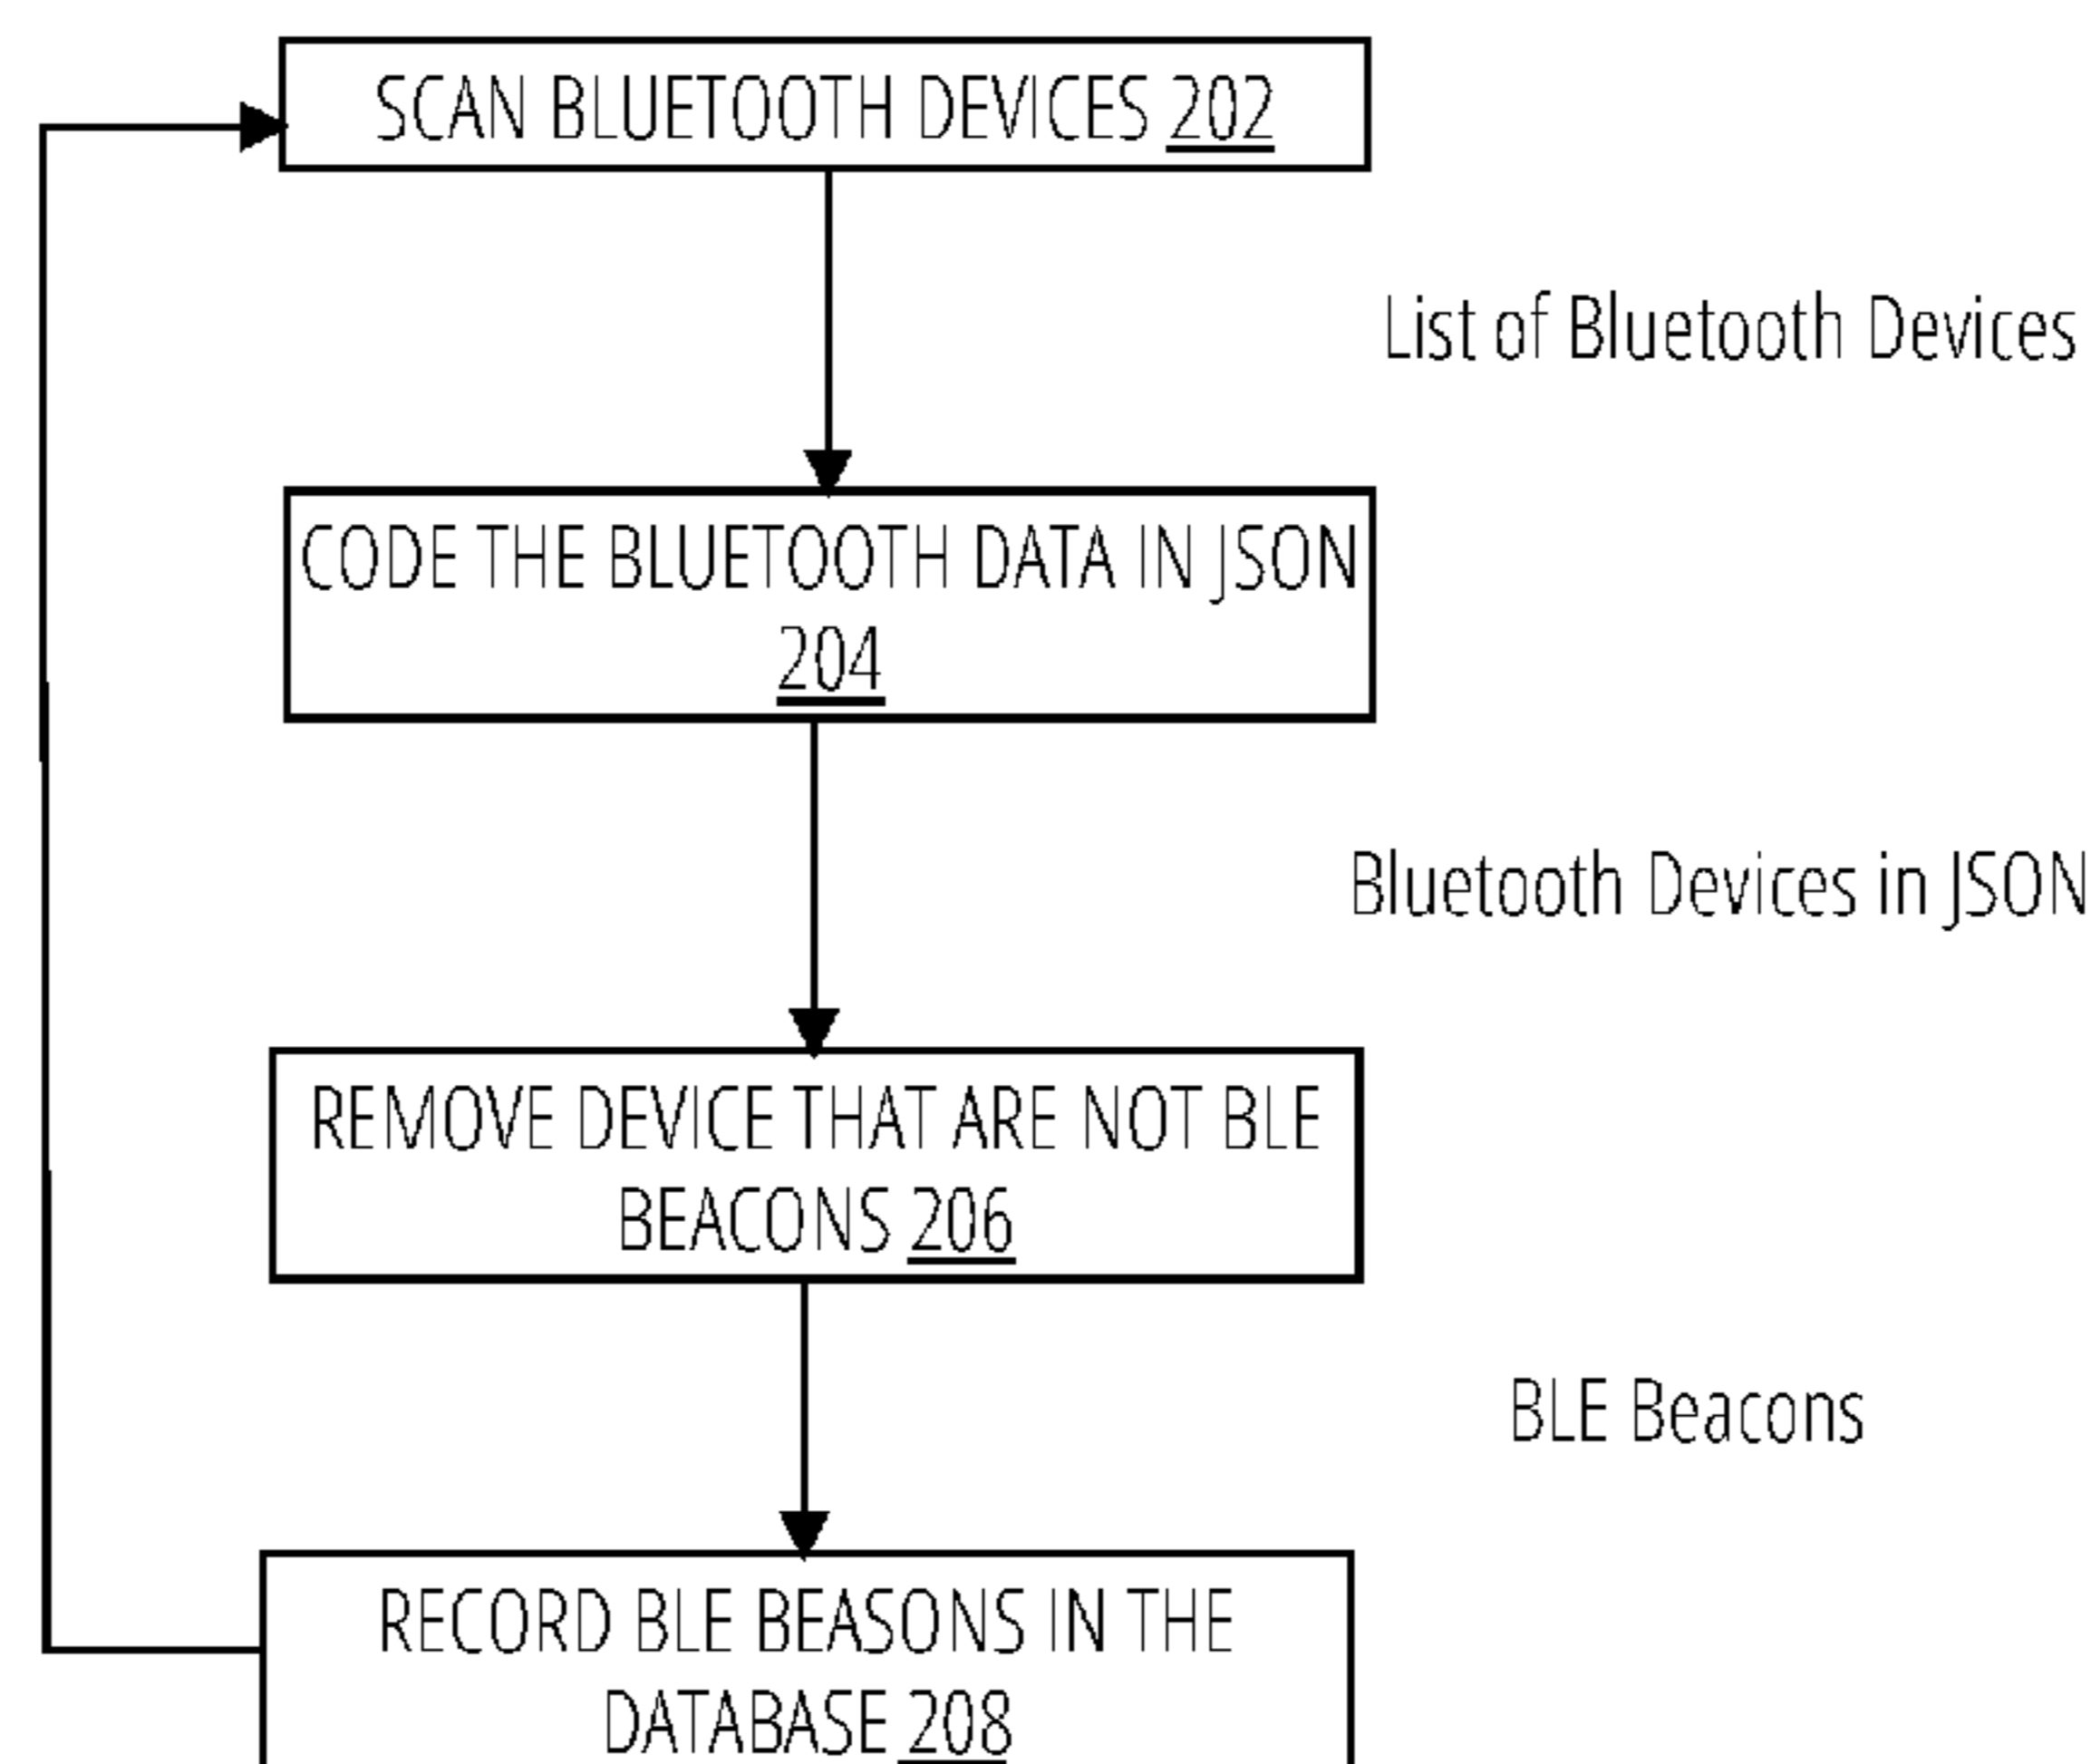 SCAN BLUETOOTH DEVICES 202
List of Bluetooth Devices
CODE THE BLUETOOTH DATA IN JSON
204
Bluetooth Devices in JSON
REMOVE DEVICE THAT ARE NOT BLE
BEACONS 206
BLE Beacons
RECORD BLE BEASONS IN THE
DATABASE 208